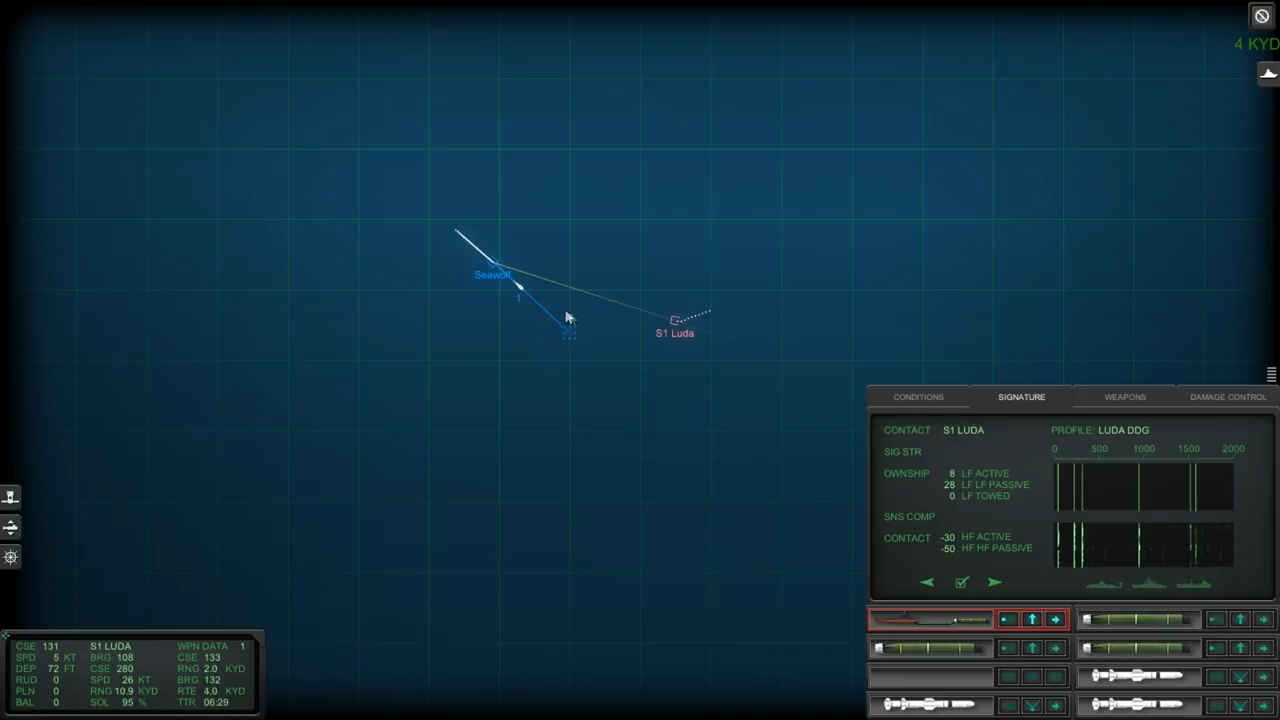 4 KYD
Seawolf
1
S1 Luda
CONDITIONS SIGNATURE WEAPONS DAMAGE CONTROL
CONTACT S1 LUDA PROFILE: LUDA DDG
SIG STR 0 500 1000 1500 2000
OWNSHIP 8 LF ACTIVE
28 LF LF PASSIVE
0 LF TOWED
SNS COMP
CONTACT -30 HF ACTIVE
-50 HF HF PASSIVE
CSE 131 S1 LUDA WPN DATA 1
SPD 5 KT BRG 108 CSE 133
DEP 72 FT CSE 280 RNG 2.0 KYD
RUD 0 SPD 26 KT BRG 132
PLN 0 RNG 10.9 KYD RTE 4.0 KYD
BAL 0 SOL 95 % TTR 06:29